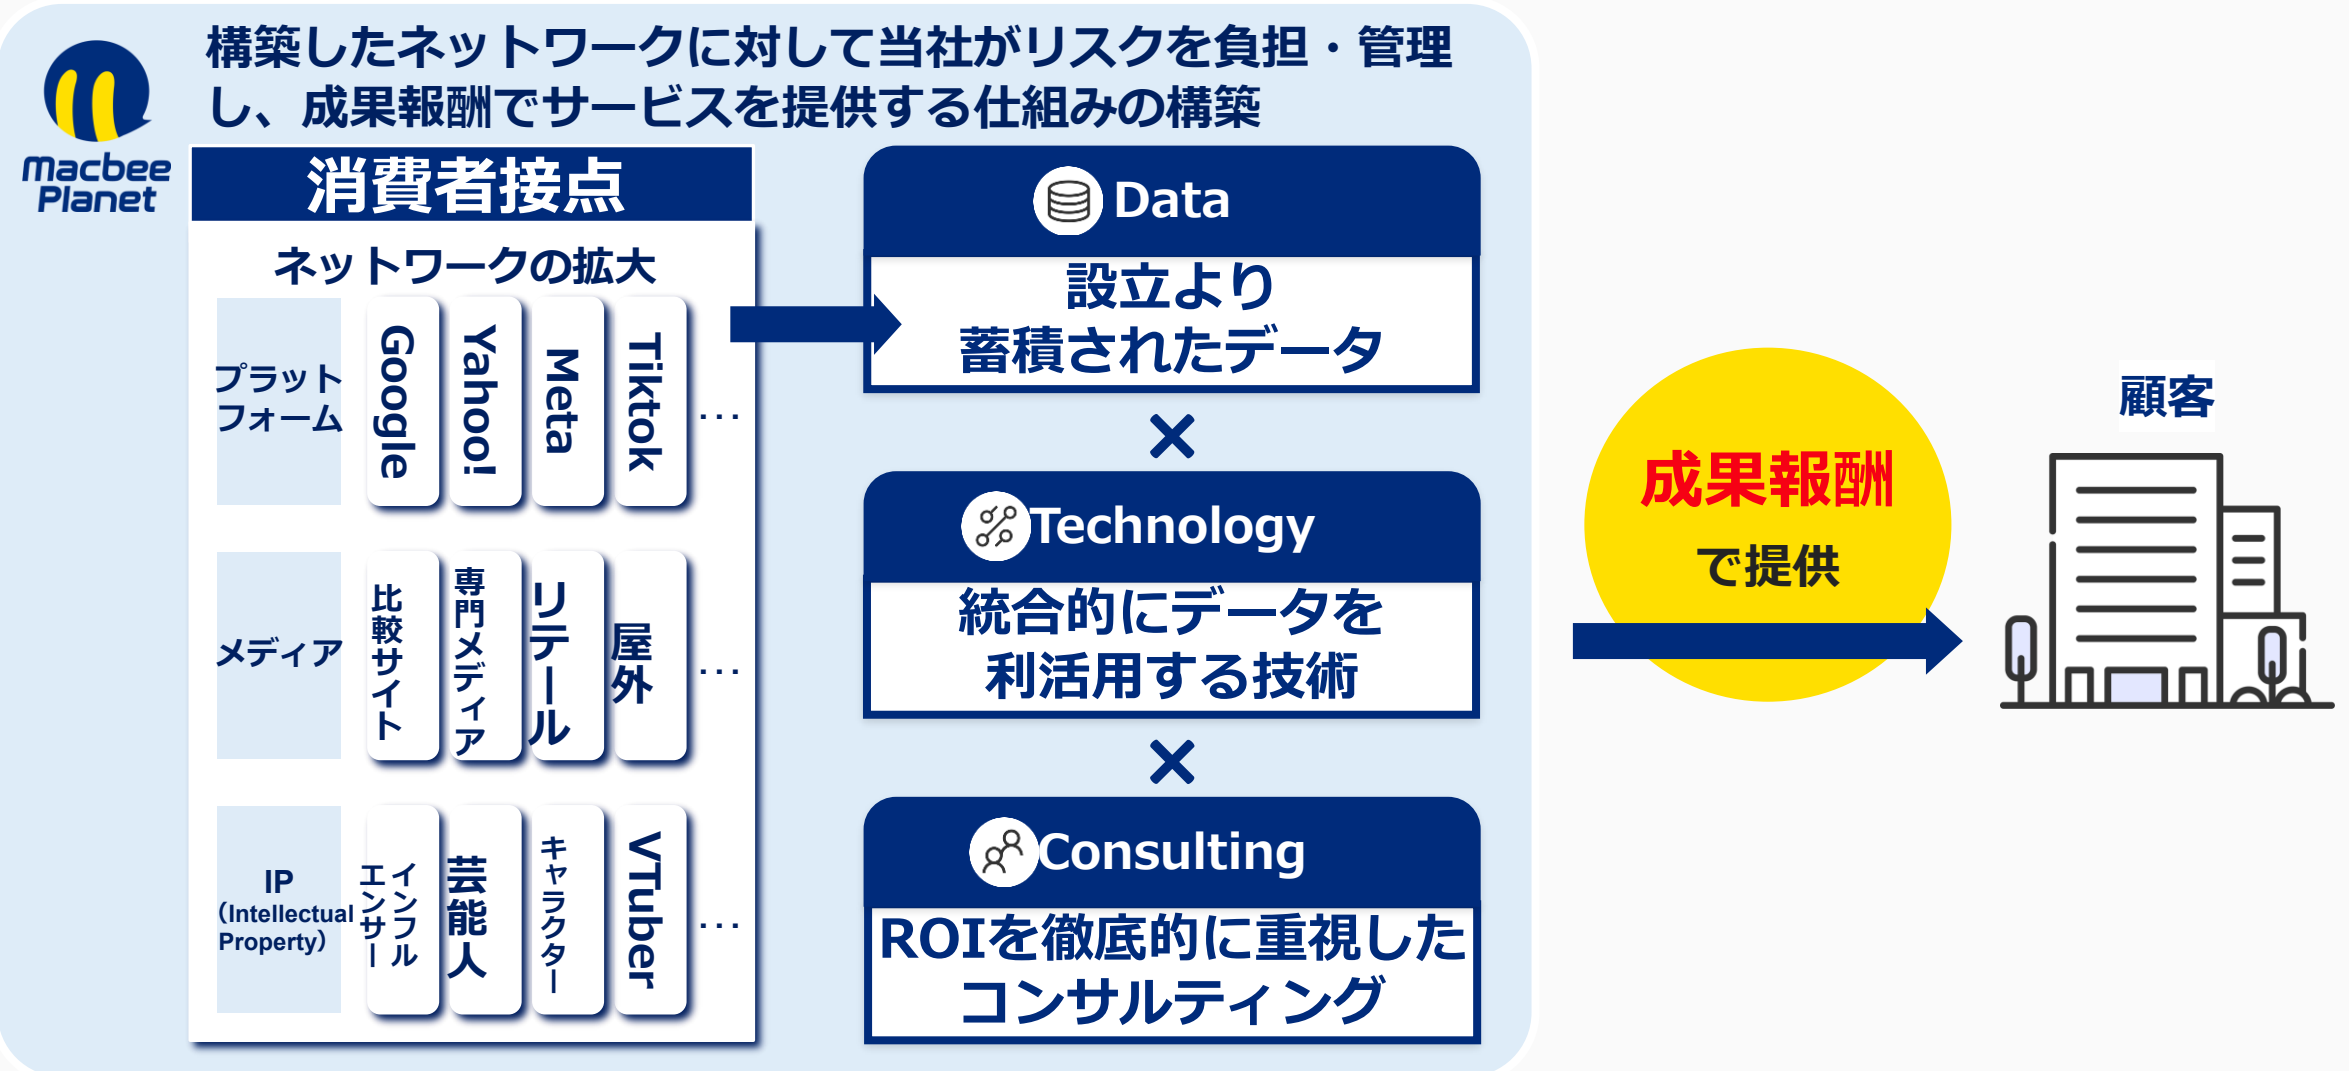 macbee
Planet
構築したネットワークに対して当社がリスクを負担・管理
し、成果報酬でサービスを提供する仕組みの構築
消費者接点
ネットワークの拡大
プラット
フォーム
Google
Yahoo!
Meta
Tiktok
…
メディア
比較サイト
専門メディア
リテール
屋外
…
IP
（Intellectual
Property）
インフル
エンサー
芸能人
キャラクター
VTuber
…
Data
設立より
蓄積されたデータ
×
Technology
統合的にデータを
利活用する技術
×
Consulting
ROIを徹底的に重視した
コンサルティング
成果報酬
で提供
顧客